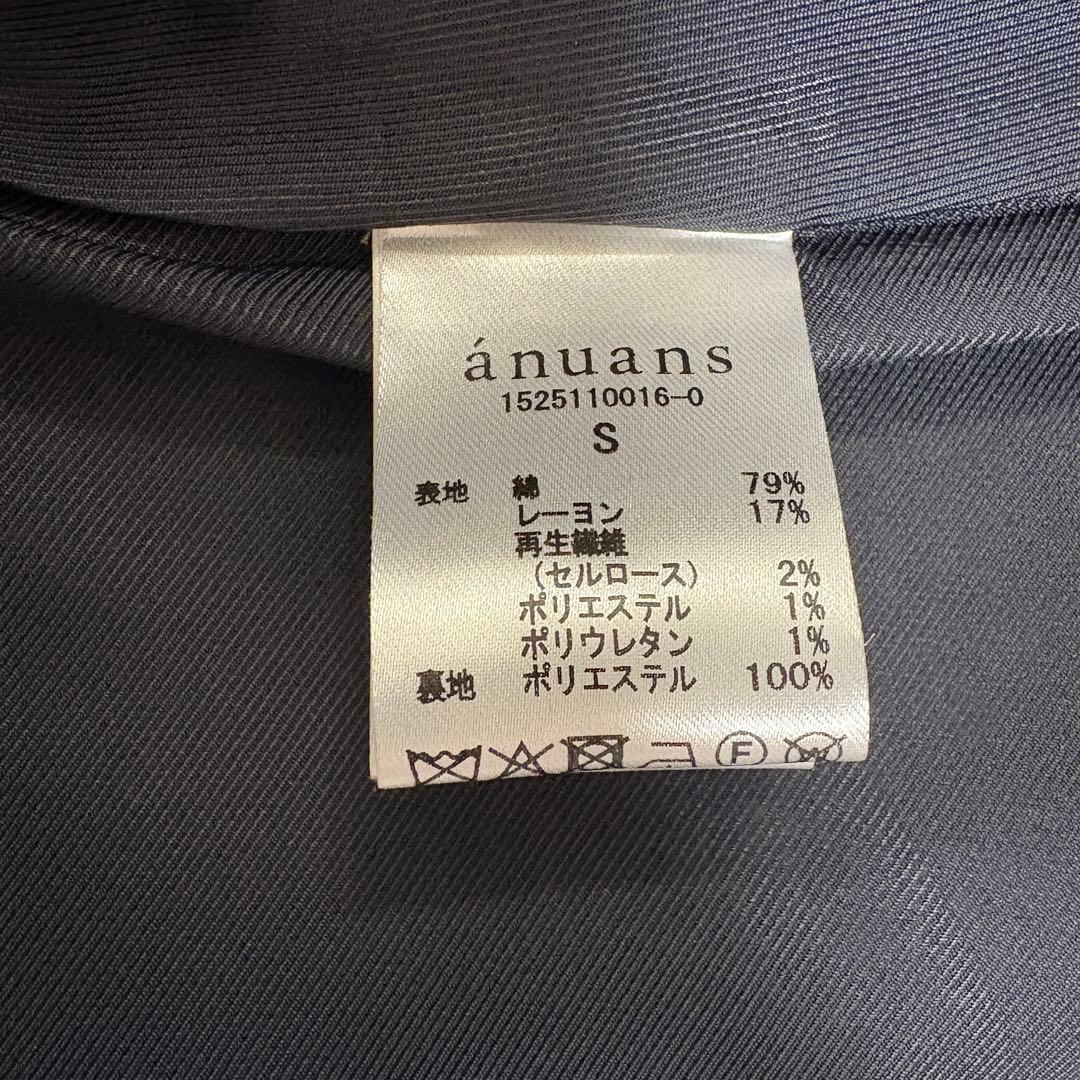 ánuans
1525110016-0
S
表地 綿 79%
レーヨン 17%
再生繊維
(セルロース) 2%
ポリエステル 1%
ポリウレタン 1%
裏地 ポリエステル 100%
F
W